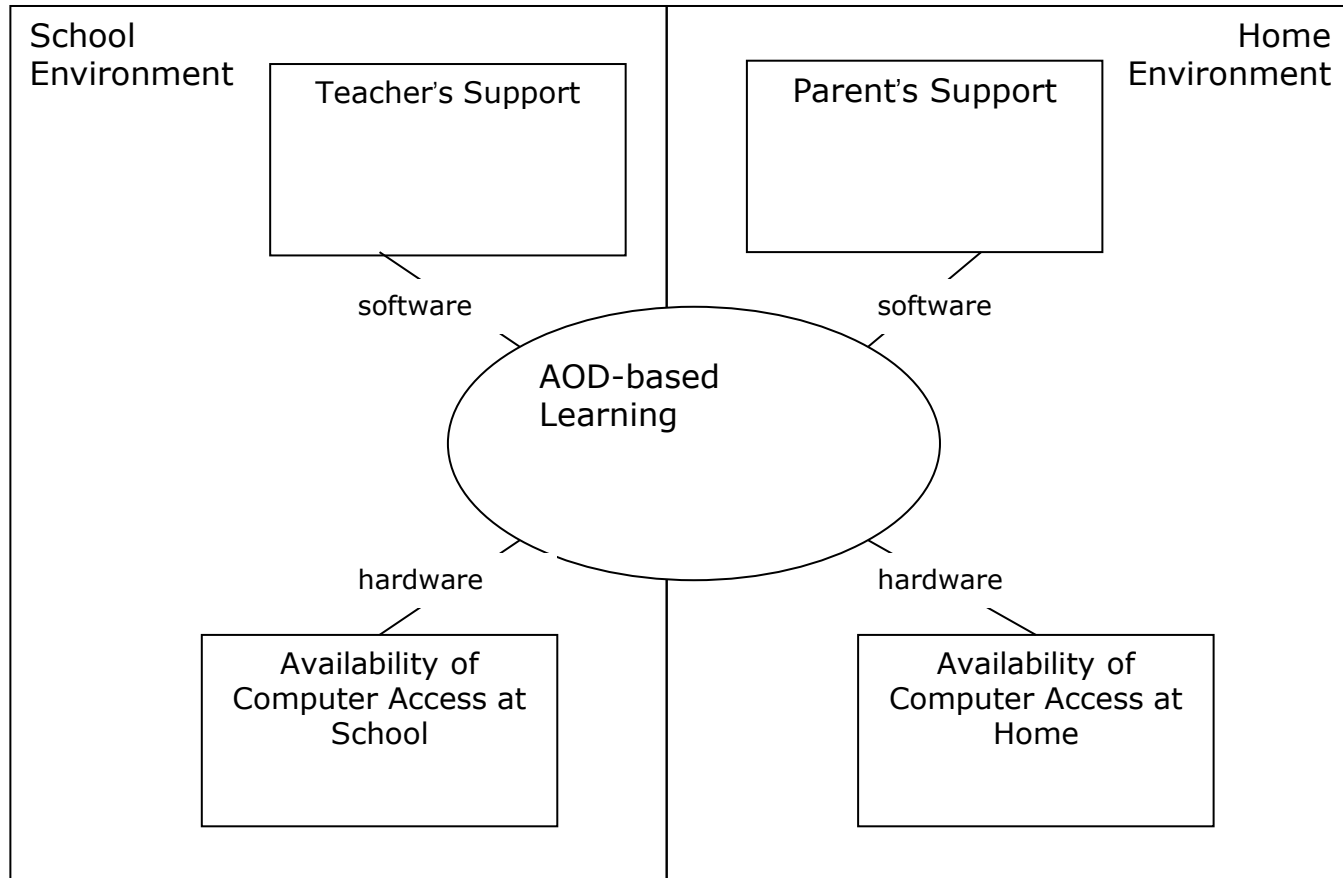 School
Environment
Home
Environment
Teacher’s Support
Parent’s Support
software
software
AOD-based
Learning
hardware
hardware
Availability of
Computer Access at
School
Availability of
Computer Access at
Home